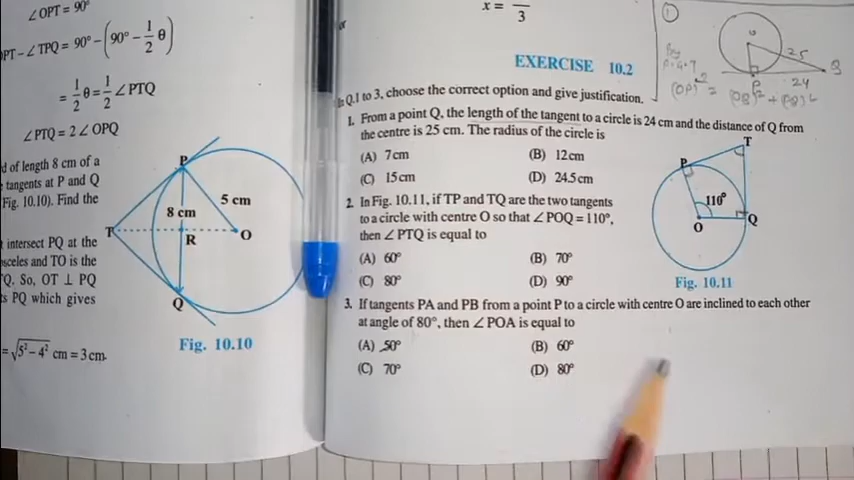 ∠OPT = 90°
OPT – ∠TPQ = 90° – (90° – 1/2 θ)
= 1/2 θ = 1/2 ∠PTQ
∠PTQ = 2 ∠OPQ
d of length 8 cm of a
tangents at P and Q
Fig. 10.10). Find the
intersect PQ at the
sceles and TO is the
Q. So, OT ⊥ PQ
s PQ which gives
= √5² – 4² cm = 3 cm.
P
5 cm
8 cm
T
R
O
Q
Fig. 10.10
x = /3
or
EXERCISE 10.2
In Q.1 to 3, choose the correct option and give justification.
1. From a point Q, the length of the tangent to a circle is 24 cm and the distance of Q from
the centre is 25 cm. The radius of the circle is
(A) 7 cm
(B) 12 cm
(C) 15 cm
(D) 24.5 cm
2. In Fig. 10.11, if TP and TQ are the two tangents
to a circle with centre O so that ∠POQ = 110°,
then ∠PTQ is equal to
(A) 60°
(B) 70°
(C) 80°
(D) 90°
T
P
110°
O
Q
Fig. 10.11
3. If tangents PA and PB from a point P to a circle with centre O are inclined to each other
at angle of 80°, then ∠POA is equal to
(A) 50°
(B) 60°
(C) 70°
(D) 80°
1
O
25
By
24
P
(OP)² =